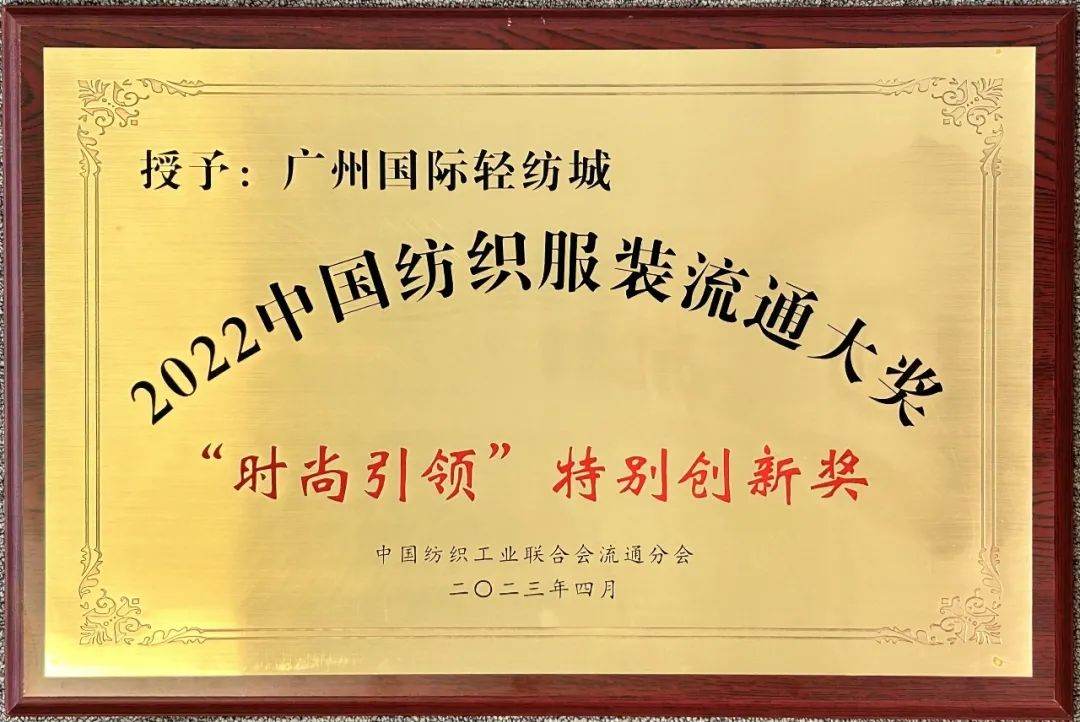 授予：广州国际轻纺城
2022中国纺织服装流通大奖
“时尚引领”特别创新奖
中国纺织工业联合会流通分会
二〇二三年四月